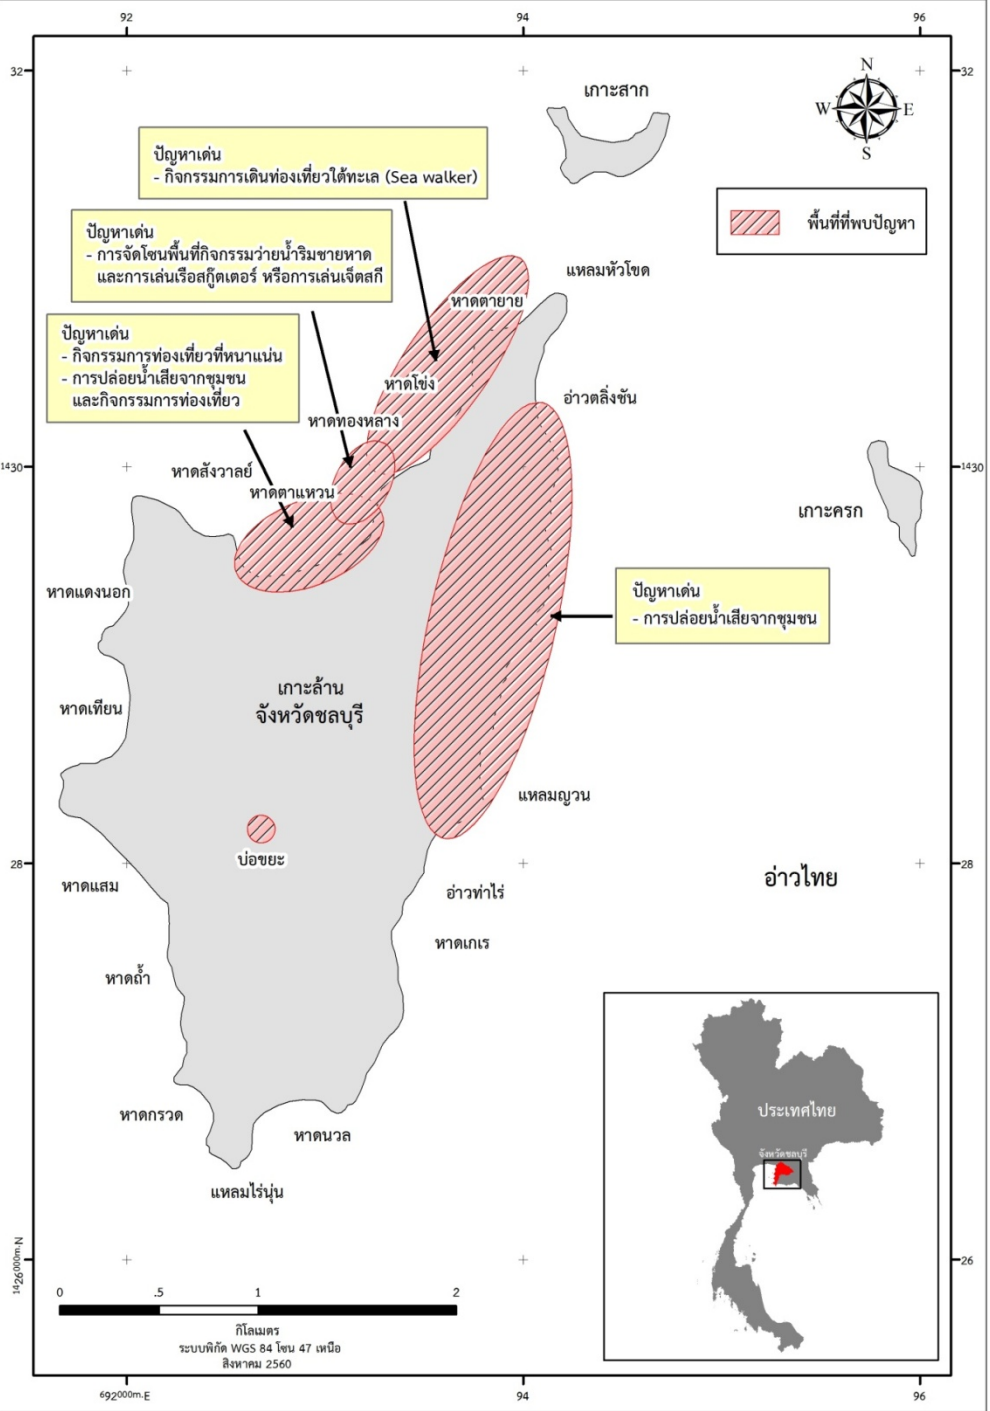 92 94 96
32 32
เกาะสาก
N
W E
S
ปัญหาเด่น
- กิจกรรมการเดินท่องเที่ยวใต้ทะเล (Sea walker)
พื้นที่ที่พบปัญหา
ปัญหาเด่น
- การจัดโซนพื้นที่กิจกรรมว่ายน้ำริมชายหาด
และการเล่นเรือสกู๊ตเตอร์ หรือการเล่นเจ็ตสกี
แหลมหัวโขด
หาดตายาย
ปัญหาเด่น
- กิจกรรมการท่องเที่ยวที่หนาแน่น
- การปล่อยน้ำเสียจากชุมชน
และกิจกรรมการท่องเที่ยว
หาดโข่ง
อ่าวตลิ่งชัน
หาดทองหลาง
1430 1430
หาดสังวาลย์
หาดตาแหวน
เกาะครก
หาดแดงนอก
ปัญหาเด่น
- การปล่อยน้ำเสียจากชุมชน
เกาะล้าน
จังหวัดชลบุรี
หาดเทียน
แหลมญวน
บ่อขยะ
28 28
หาดแสม
อ่าวท่าไร่
อ่าวไทย
หาดเกเร
หาดถ้ำ
หาดกรวด
หาดนวล
แหลมไร่นุ่น
ประเทศไทย
จังหวัดชลบุรี
1426000m.N 26
0 .5 1 2
กิโลเมตร
ระบบพิกัด WGS 84 โซน 47 เหนือ
สิงหาคม 2560
692000m.E 94 96